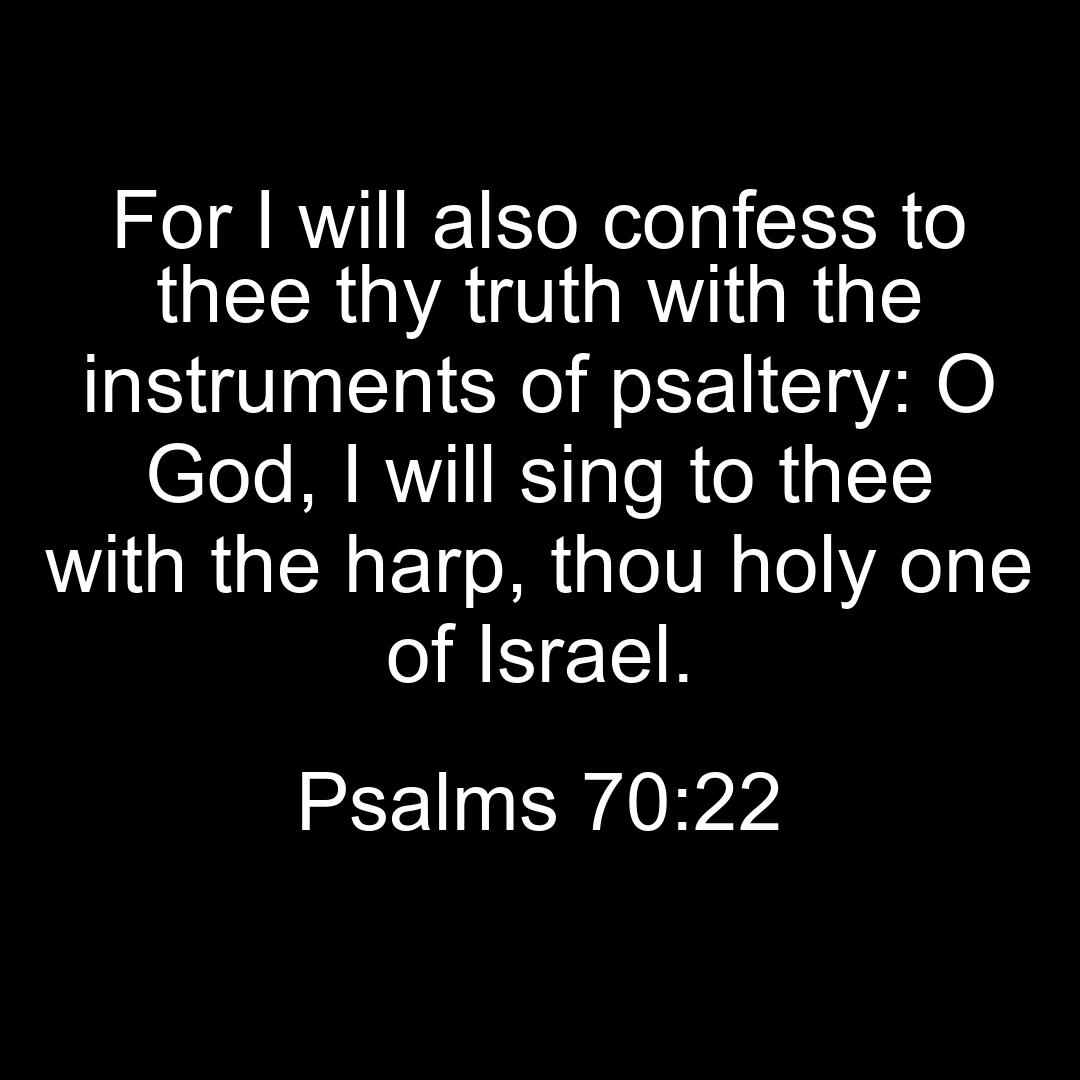 For I will also confess to
thee thy truth with the
instruments of psaltery: O
God, I will sing to thee
with the harp, thou holy one
of Israel.
Psalms 70:22